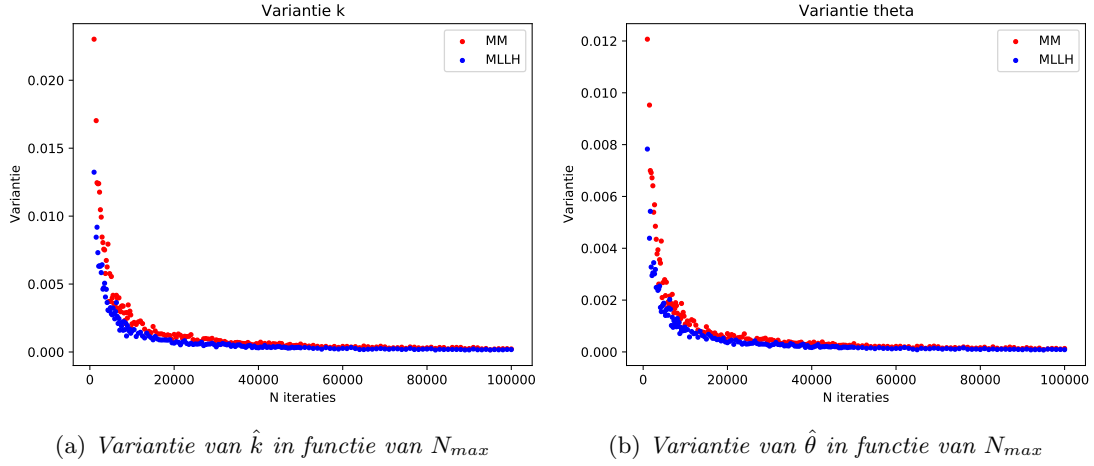 Variantie k
MM
MLLH
0.020
0.015
0.010
0.005
0.000
Variantie
0 20000 40000 60000 80000 100000
N iteraties
(a) Variantie van k̂ in functie van N_max
Variantie theta
MM
MLLH
0.012
0.010
0.008
0.006
0.004
0.002
0.000
Variantie
0 20000 40000 60000 80000 100000
N iteraties
(b) Variantie van θ̂ in functie van N_max